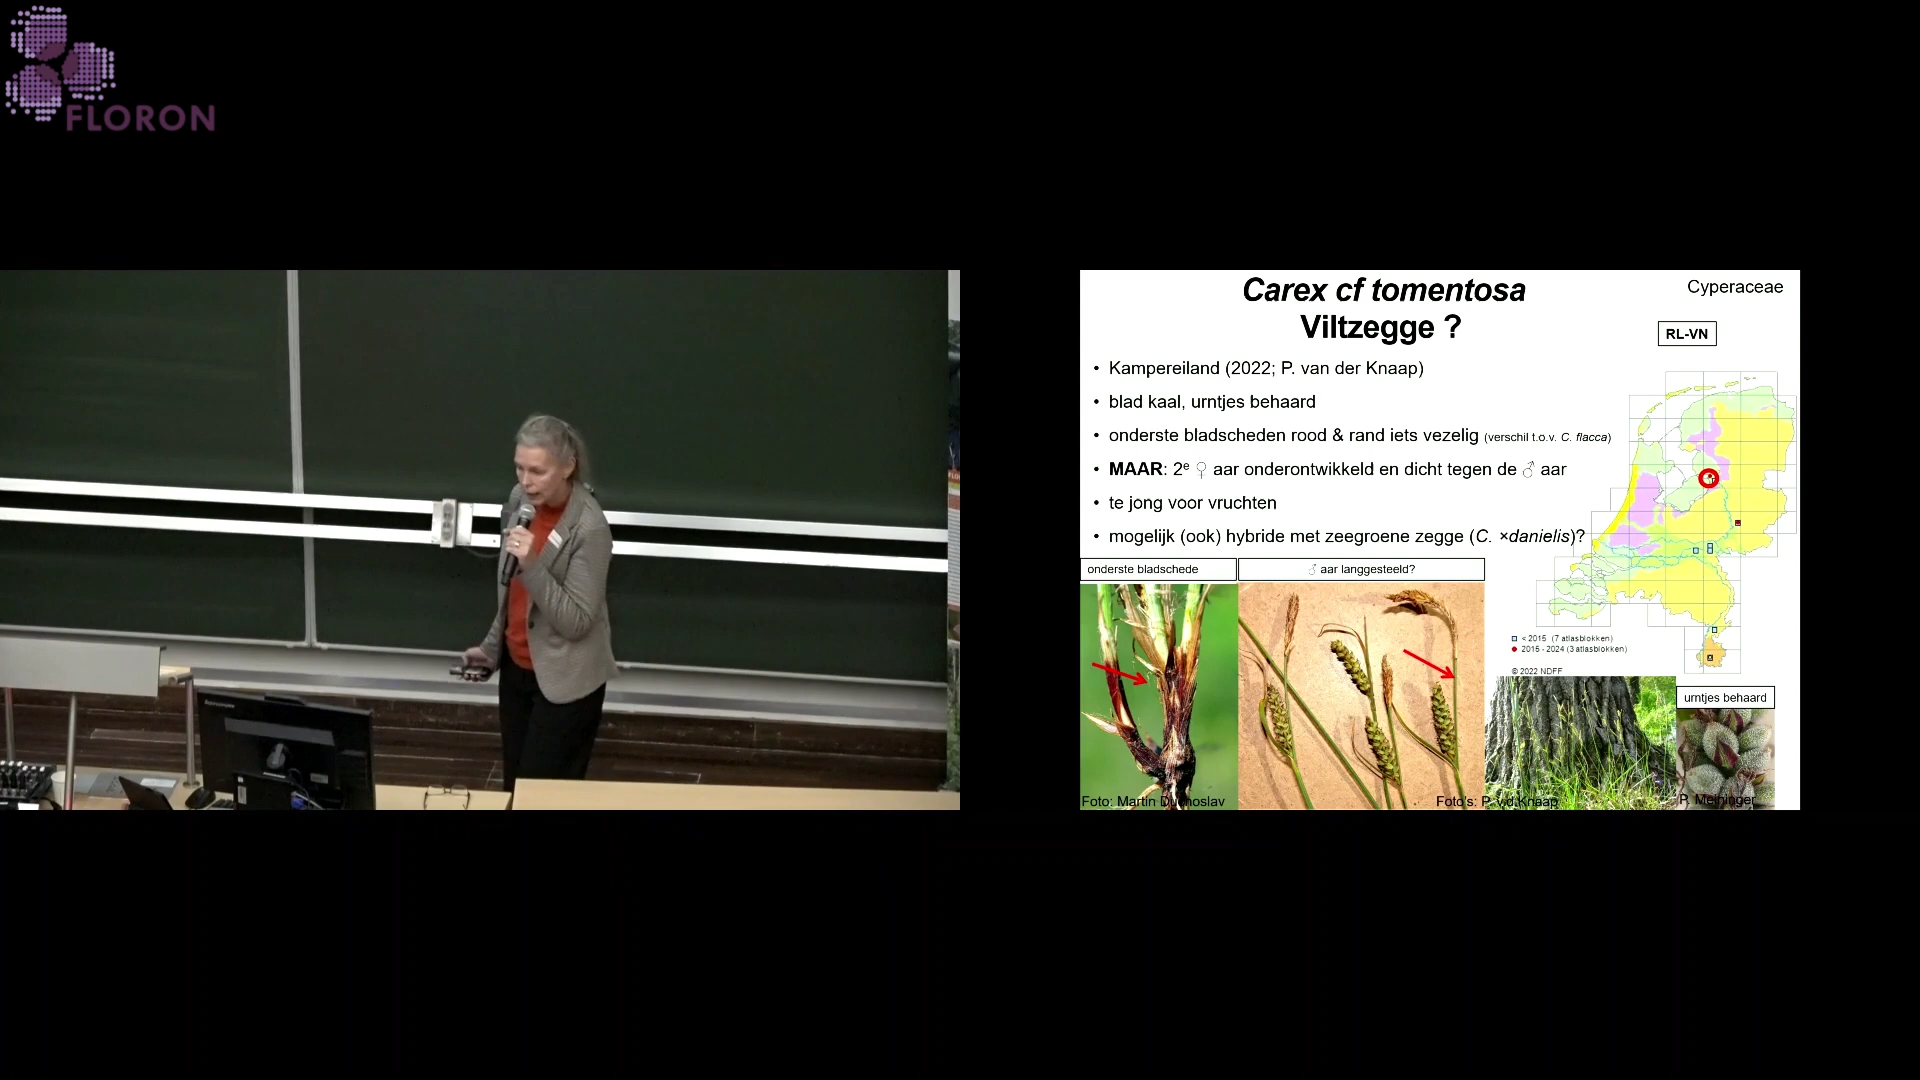 FLORON
Carex cf tomentosa
Viltzegge ?
Cyperaceae
RL-VN
• Kampereiland (2022; P. van der Knaap)
• blad kaal, urntjes behaard
• onderste bladscheden rood & rand iets vezelig (verschil t.o.v. C. flacca)
• MAAR: 2e ♀ aar onderontwikkeld en dicht tegen de ♂ aar
• te jong voor vruchten
• mogelijk (ook) hybride met zeegroene zegge (C. ×danielis)?
onderste bladschede
♂ aar langgesteeld?
< 2015 (7 atlasblokken)
2015 - 2024 (3 atlasblokken)
© 2022 NDFF
urntjes behaard
Foto: Martin Duchoslav
Foto's: P. v.d. Knaap
P. Meininger